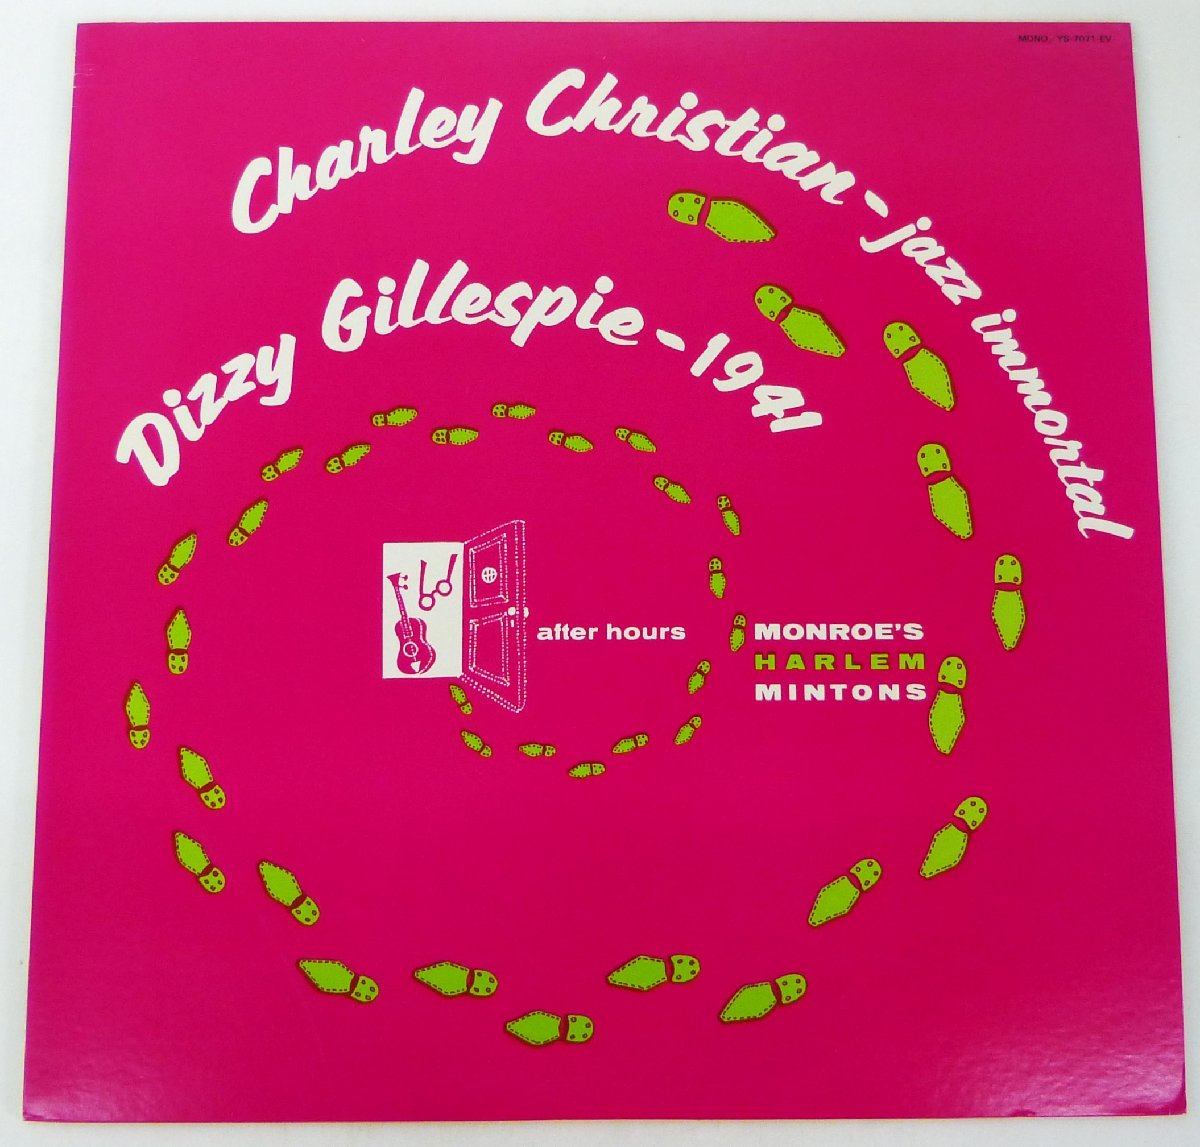 MONO, YS-7071-EV
Charley Christian - jazz immortal
Dizzy Gillespie - 1941
after hours
MONROE'S
HARLEM
MINTONS